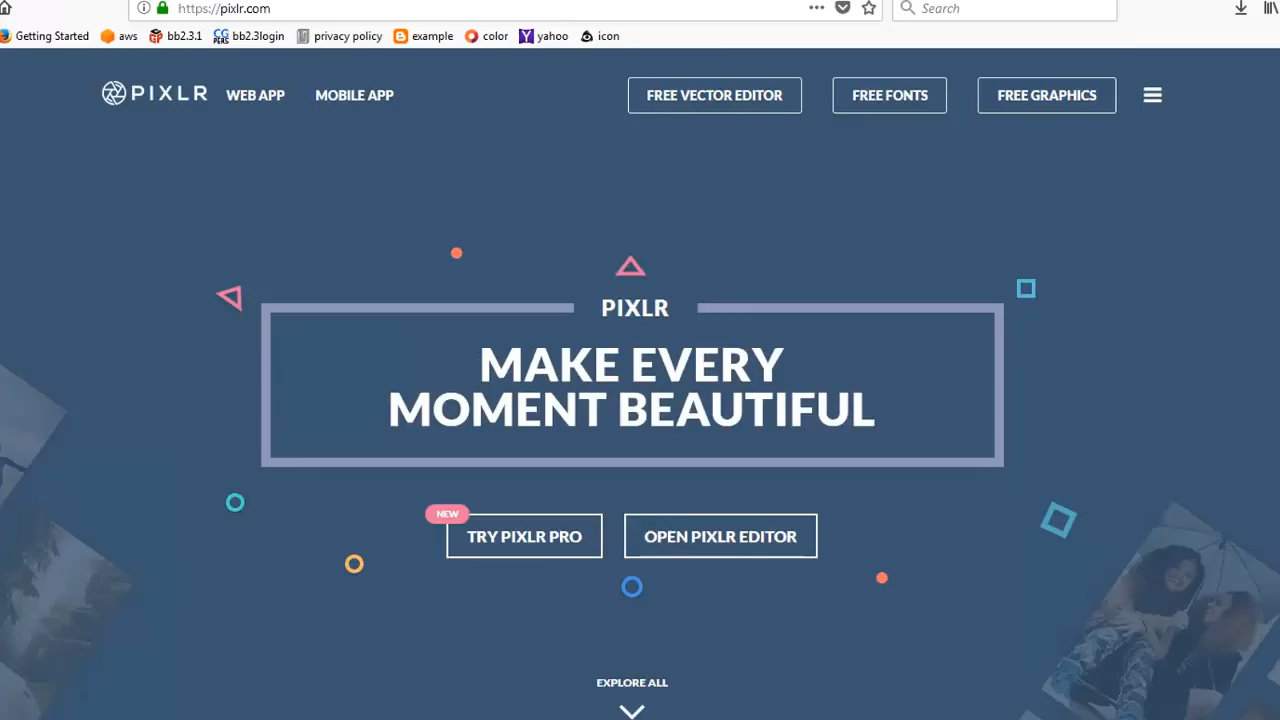 https://pixlr.com
Search
Getting Started aws bb2.3.1 bb2.3login privacy policy example color yahoo icon
PIXLR WEB APP MOBILE APP FREE VECTOR EDITOR FREE FONTS FREE GRAPHICS
PIXLR
MAKE EVERY
MOMENT BEAUTIFUL
NEW
TRY PIXLR PRO OPEN PIXLR EDITOR
EXPLORE ALL